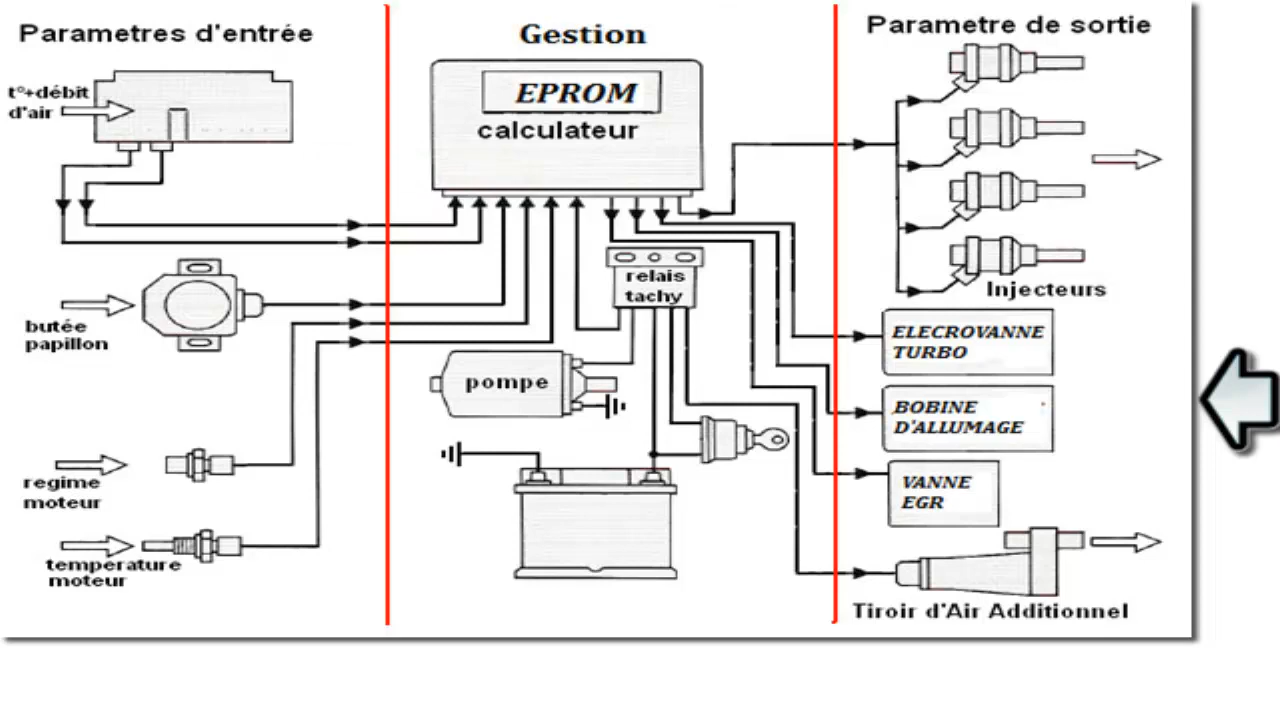 Parametres d'entrée
Gestion
Parametre de sortie
t°+débit
d'air
EPROM
calculateur
relais
tachy
Injecteurs
butée
papillon
ELECROVANNE
TURBO
pompe
BOBINE
D'ALLUMAGE
regime
moteur
VANNE
EGR
temperature
moteur
Tiroir d'Air Additionnel